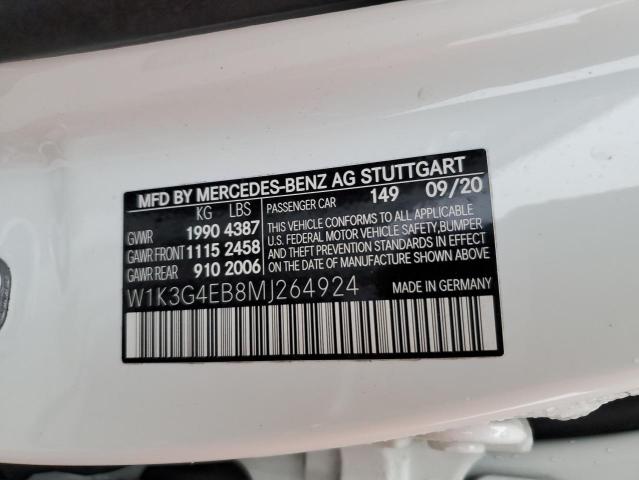 MFD BY MERCEDES-BENZ AG STUTTGART
KG LBS
PASSENGER CAR 149 09/20
GVWR 1990 4387
GAWR FRONT 1115 2458
GAWR REAR 910 2006
THIS VEHICLE CONFORMS TO ALL APPLICABLE
U.S. FEDERAL MOTOR VEHICLE SAFETY,BUMPER
AND THEFT PREVENTION STANDARDS IN EFFECT
ON THE DATE OF MANUFACTURE SHOWN ABOVE.
W1K3G4EB8MJ264924
MADE IN GERMANY